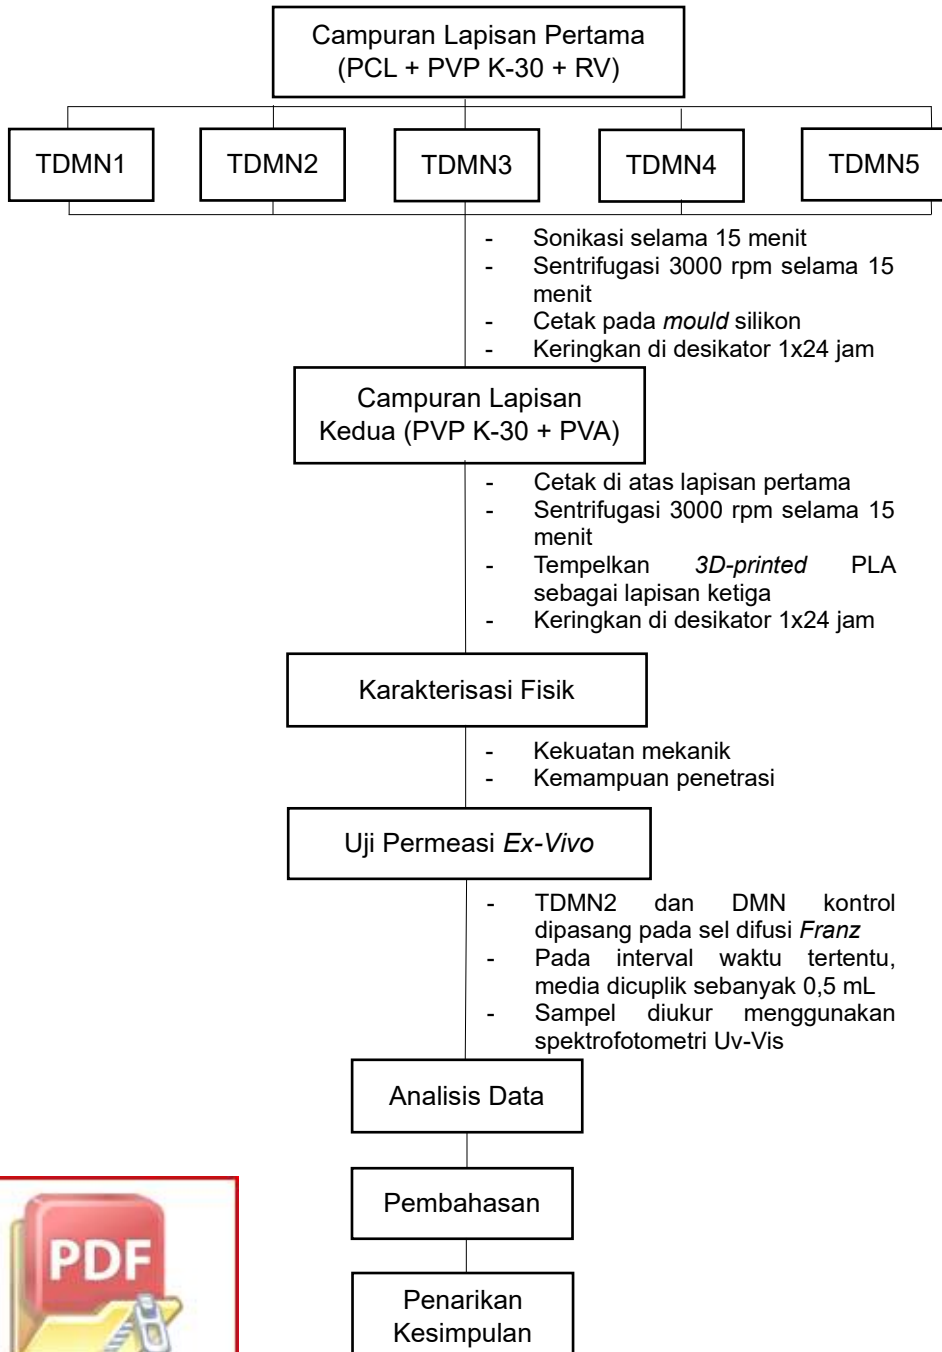 Campuran Lapisan Pertama
(PCL + PVP K-30 + RV)
TDMN1
TDMN2
TDMN3
TDMN4
TDMN5
- Sonikasi selama 15 menit
- Sentrifugasi 3000 rpm selama 15
menit
- Cetak pada mould silikon
- Keringkan di desikator 1x24 jam
Campuran Lapisan
Kedua (PVP K-30 + PVA)
- Cetak di atas lapisan pertama
- Sentrifugasi 3000 rpm selama 15
menit
- Tempelkan 3D-printed PLA
sebagai lapisan ketiga
- Keringkan di desikator 1x24 jam
Karakterisasi Fisik
- Kekuatan mekanik
- Kemampuan penetrasi
Uji Permeasi Ex-Vivo
- TDMN2 dan DMN kontrol
dipasang pada sel difusi Franz
- Pada interval waktu tertentu,
media dicuplik sebanyak 0,5 mL
- Sampel diukur menggunakan
spektrofotometri Uv-Vis
Analisis Data
Pembahasan
PDF
Penarikan
Kesimpulan